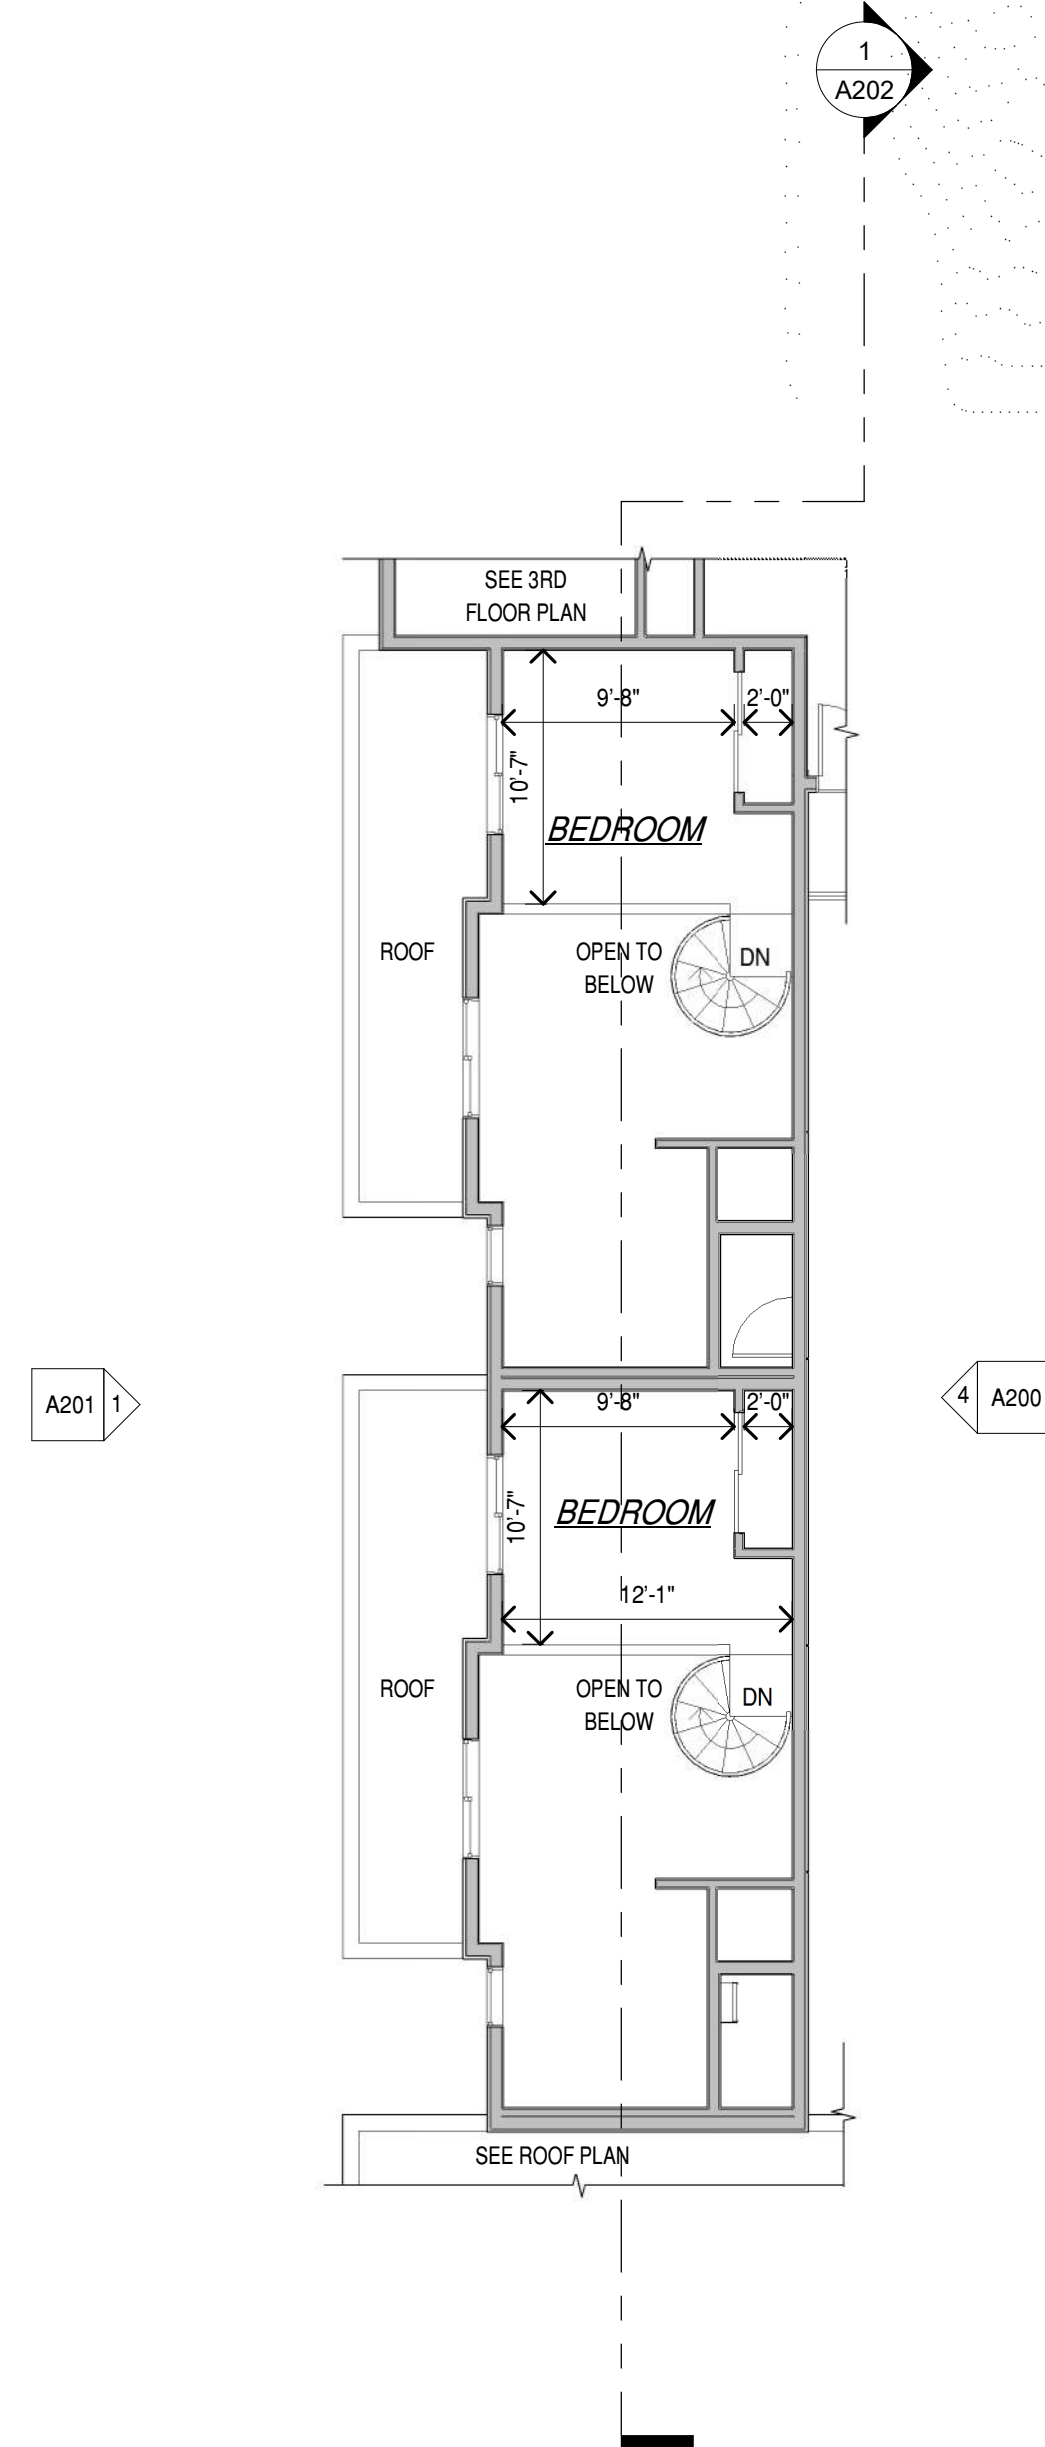 1
A202
SEE 3RD
FLOOR PLAN
9'-8"
2'-0"
10'-7"
BEDROOM
ROOF
OPEN TO
BELOW
DN
A201
1
4
A200
9'-8"
2'-0"
10'-7"
BEDROOM
12'-1"
ROOF
OPEN TO
BELOW
DN
SEE ROOF PLAN